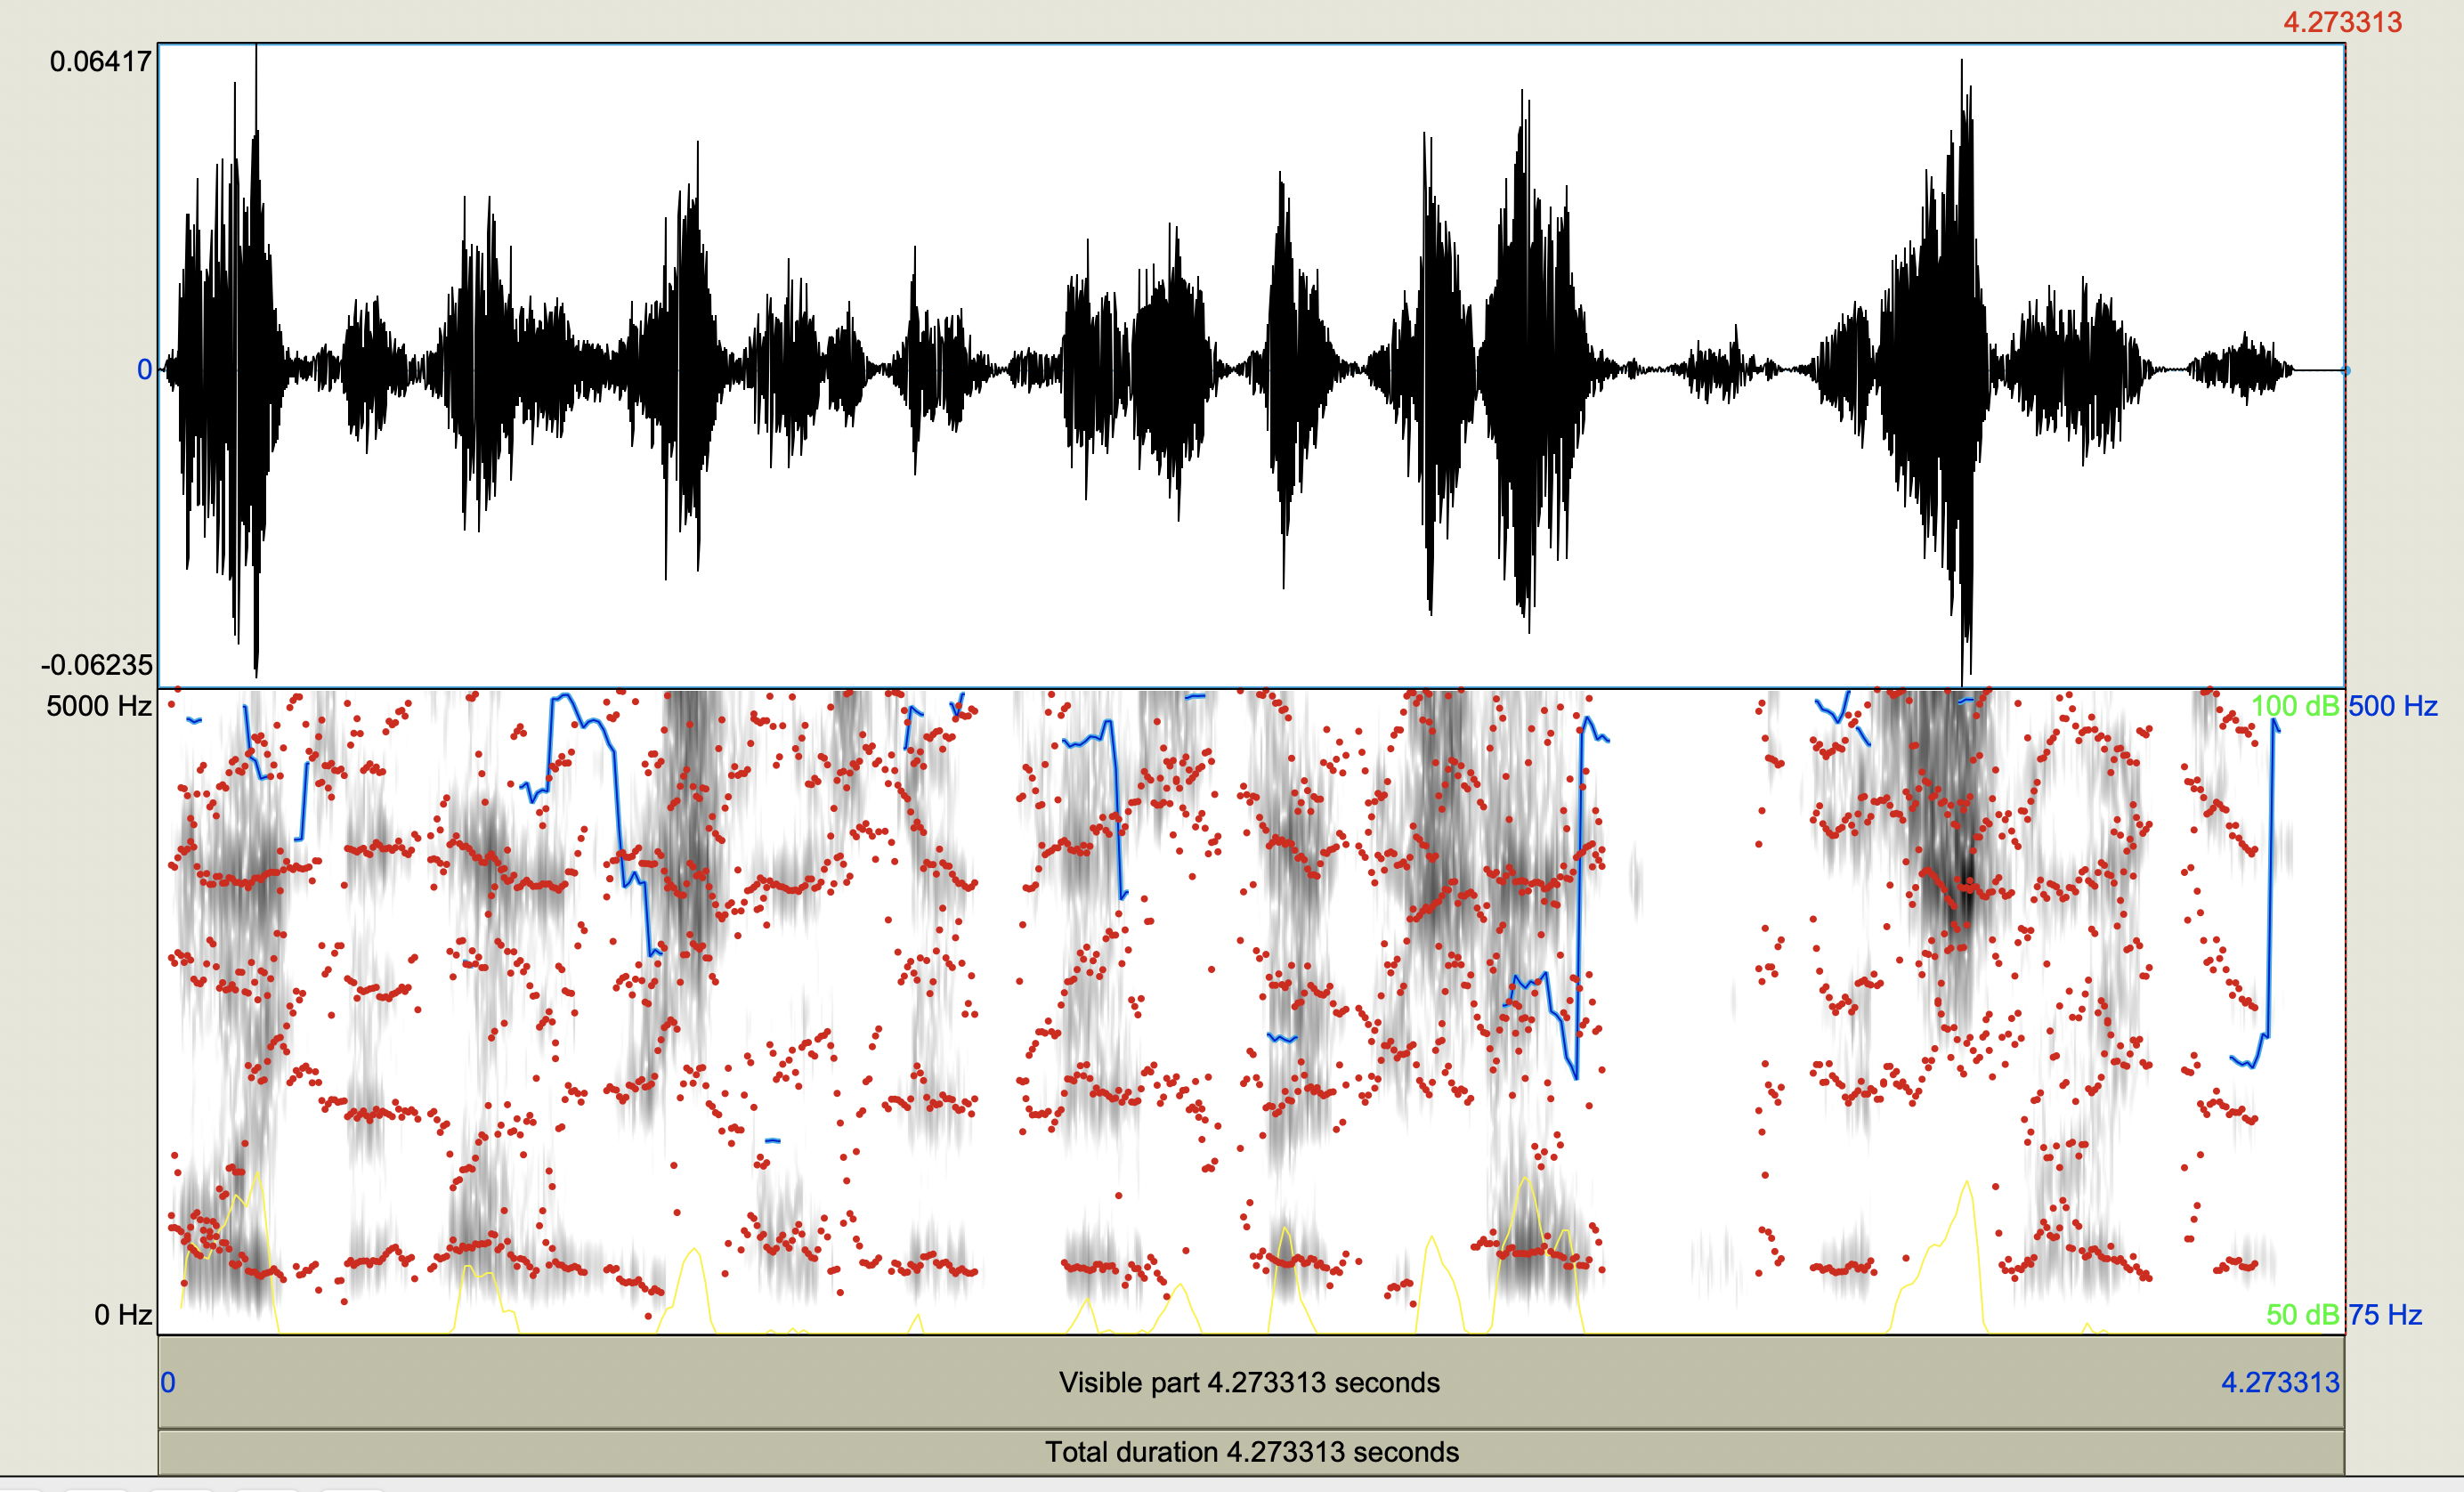 4.273313
0.06417
0
-0.06235
5000 Hz
100 dB
500 Hz
0 Hz
50 dB
75 Hz
0
Visible part 4.273313 seconds
4.273313
Total duration 4.273313 seconds